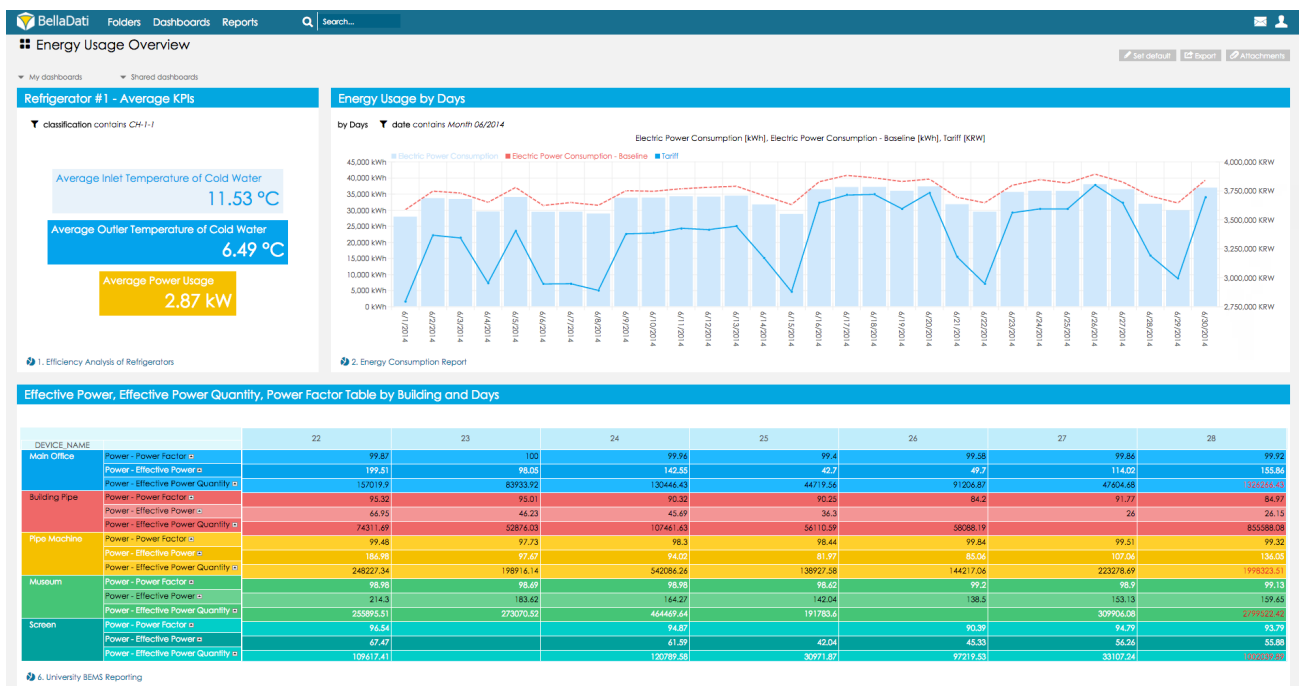 BellaDati Folders Dashboards Reports Search...
Energy Usage Overview
Set default Export Attachments
My dashboards Shared dashboards
Refrigerator #1 - Average KPIs
classification contains CH-1-1
Average Inlet Temperature of Cold Water
11.53 °C
Average Outler Temperature of Cold Water
6.49 °C
Average Power Usage
2.87 kW
1. Efficiency Analysis of Refrigerators
Energy Usage by Days
by Days date contains Month 06/2014
Electric Power Consumption [kWh], Electric Power Consumption - Baseline [kWh], Tariff [KRW]
Electric Power Consumption Electric Power Consumption - Baseline Tariff
45,000 kWh
40,000 kWh
35,000 kWh
30,000 kWh
25,000 kWh
20,000 kWh
15,000 kWh
10,000 kWh
5,000 kWh
0 kWh
4,000,000 KRW
3,750,000 KRW
3,500,000 KRW
3,250,000 KRW
3,000,000 KRW
2,750,000 KRW
6/1/2014 6/2/2014 6/3/2014 6/4/2014 6/5/2014 6/6/2014 6/7/2014 6/8/2014 6/9/2014 6/10/2014 6/11/2014 6/12/2014 6/13/2014 6/14/2014 6/15/2014 6/16/2014 6/17/2014 6/18/2014 6/19/2014 6/20/2014 6/21/2014 6/22/2014 6/23/2014 6/24/2014 6/25/2014 6/26/2014 6/27/2014 6/28/2014 6/29/2014 6/30/2014
2. Energy Consumption Report
Effective Power, Effective Power Quantity, Power Factor Table by Building and Days
DEVICE_NAME 22 23 24 25 26 27 28
Main Office Power - Power Factor 99.87 100 99.96 99.4 99.58 99.86 99.92
Power - Effective Power 199.51 98.05 142.55 42.7 49.7 114.02 155.86
Power - Effective Power Quantity 157019.9 83933.92 130446.43 44719.56 91206.87 47604.68
Building Pipe Power - Power Factor 95.32 95.01 90.32 90.25 84.2 91.77 84.97
Power - Effective Power 66.95 46.23 45.69 36.3 26 26.15
Power - Effective Power Quantity 74311.69 52876.03 107461.63 56110.59 58088.19 855588.08
Pipe Machine Power - Power Factor 99.48 97.73 98.3 98.44 99.84 99.51 99.32
Power - Effective Power 186.98 97.67 94.02 81.97 85.06 107.06 136.05
Power - Effective Power Quantity 248227.34 198916.14 542086.26 138927.58 144217.06 223278.69 1998323.51
Museum Power - Power Factor 98.98 98.69 98.98 98.62 99.2 98.9 99.13
Power - Effective Power 214.3 183.62 164.27 142.04 138.5 153.13 159.65
Power - Effective Power Quantity 255895.51 273070.52 464469.64 191783.6 309906.08 2799522.42
Screen Power - Power Factor 96.54 94.87 90.39 94.79 93.79
Power - Effective Power 67.47 61.59 42.04 45.33 56.26 55.88
Power - Effective Power Quantity 109617.41 120789.58 30971.87 97219.53 33107.24
6. University BEMS Reporting